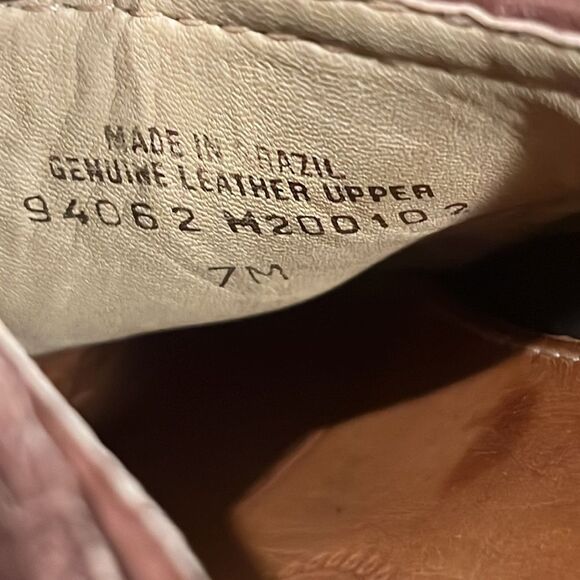 MADE IN BRAZIL
GENUINE LEATHER UPPER
94062 M200102
7M